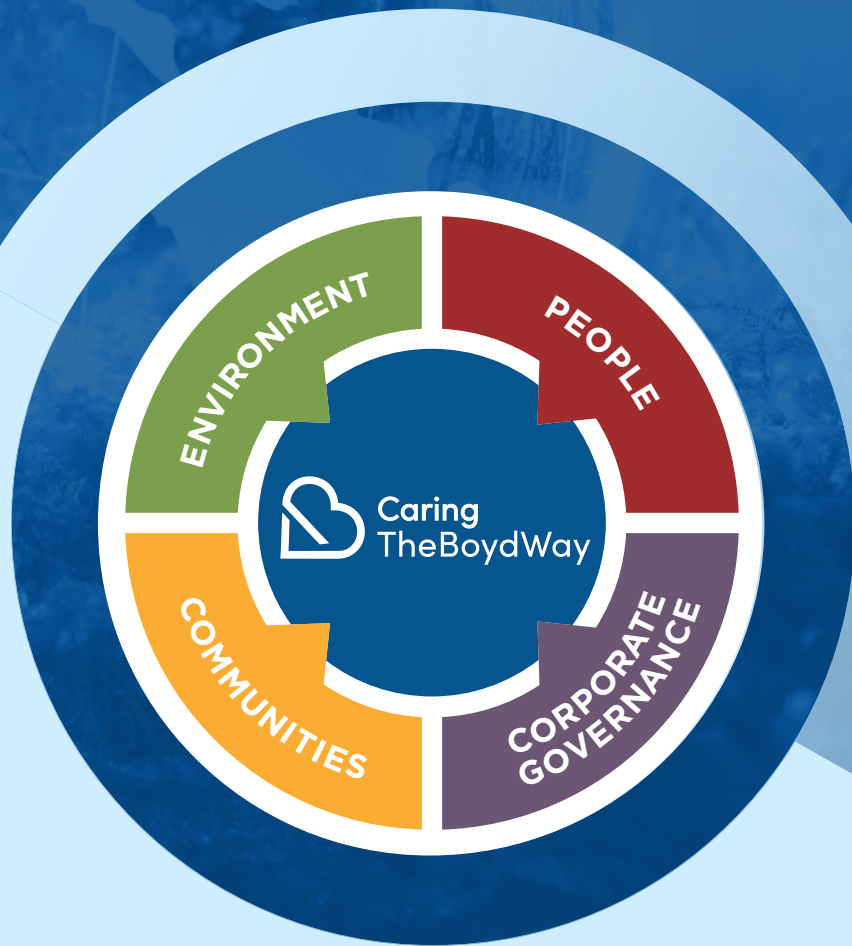 ENVIRONMENT
PEOPLE
Caring
TheBoydWay
COMMUNITIES
CORPORATE
GOVERNANCE